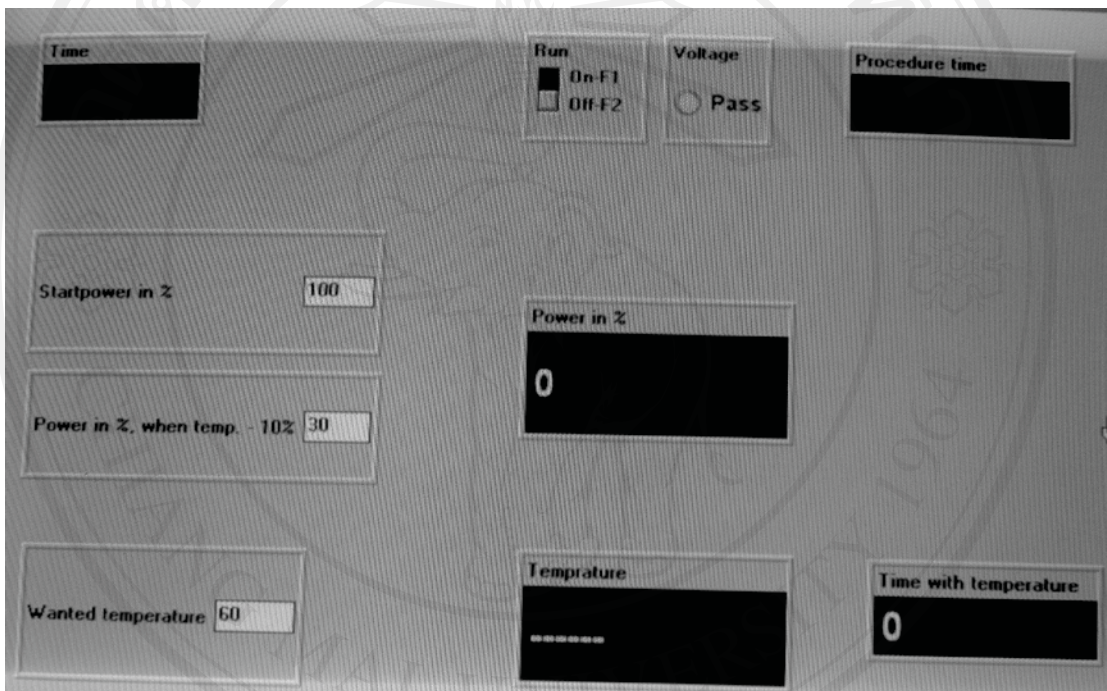 Time
Run
On-F1
Off-F2
Voltage
Pass
Procedure time
Startpower in % 100
Power in %
0
Power in %, when temp. - 10% 30
Wanted temperature 60
Temprature
------
Time with temperature
0
1964